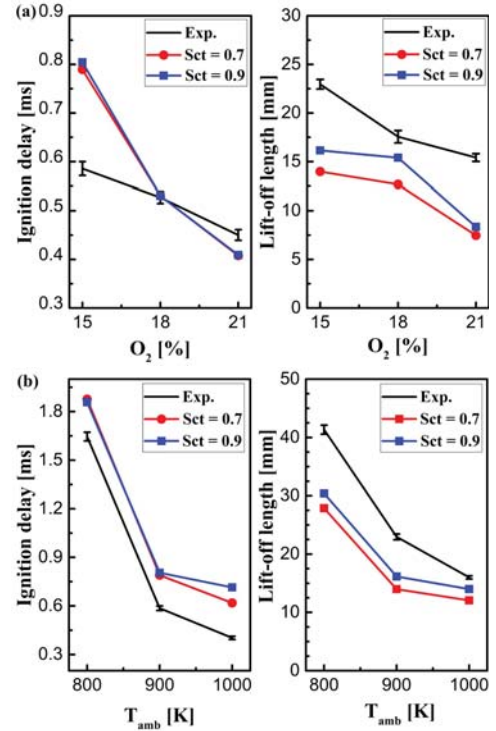 (a)
Ignition delay [ms]
0.9
0.8
0.7
0.6
0.5
0.4
0.3
Exp.
Sct = 0.7
Sct = 0.9
15 18 21
O₂ [%]
Lift-off length [mm]
30
25
20
15
10
5
0
Exp.
Sct = 0.7
Sct = 0.9
15 18 21
O₂ [%]
(b)
Ignition delay [ms]
1.8
1.5
1.2
0.9
0.6
0.3
Exp.
Sct = 0.7
Sct = 0.9
800 900 1000
Tamb [K]
Lift-off length [mm]
50
40
30
20
10
0
Exp.
Sct = 0.7
Sct = 0.9
800 900 1000
Tamb [K]